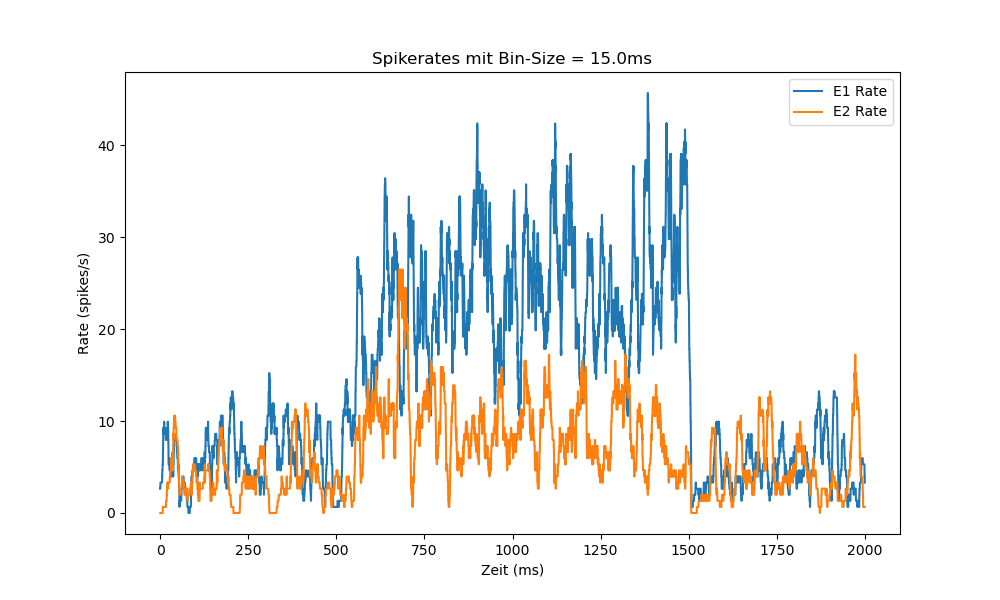 Spikerates mit Bin-Size = 15.0ms
E1 Rate
E2 Rate
40
30
20
10
0
Rate (spikes/s)
0 250 500 750 1000 1250 1500 1750 2000
Zeit (ms)